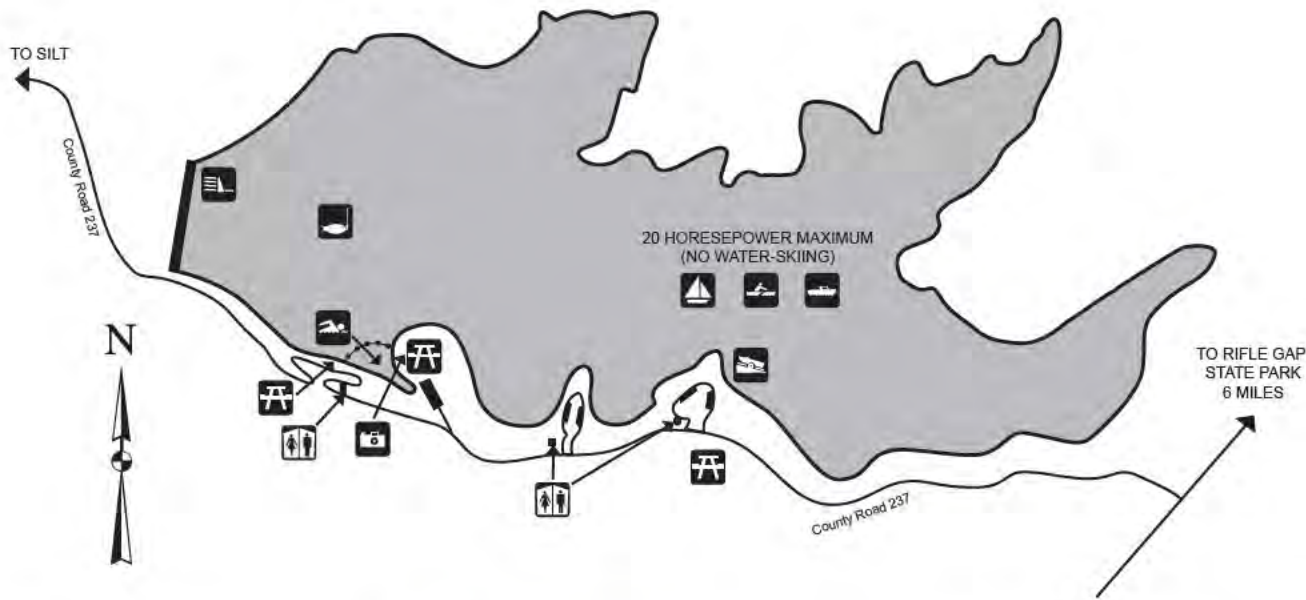 TO SILT
County Road 237
20 HORESEPOWER MAXIMUM
(NO WATER-SKIING)
N
TO RIFLE GAP
STATE PARK
6 MILES
County Road 237